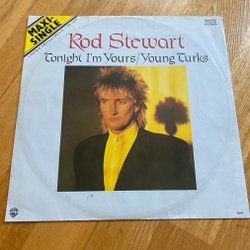 MAXI-
SINGLE
Rod Stewart
Tonight I'm Yours/Young Turks